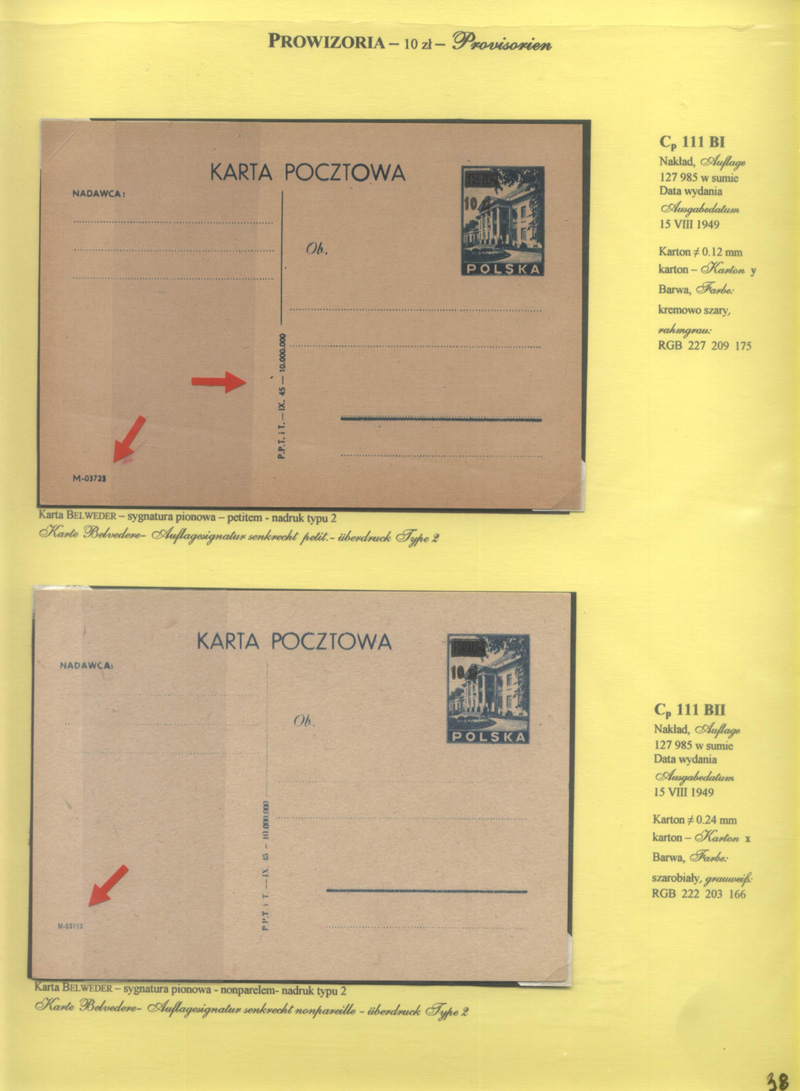 PROWIZORIA – 10 zł – Provisorien
KARTA POCZTOWA
NADAWCA:
Ob.
10
POLSKA
P.P.T. i T. — IX. 45 — 10.000.000
M-03723
Cp 111 BI
Nakład, Auflage
127 985 w sumie
Data wydania
Ausgabedatum
15 VIII 1949
Karton ≠ 0.12 mm
karton – Karton y
Barwa, Farbe:
kremowo szary,
rahmgrau:
RGB 227 209 175
Karta BELWEDER – sygnatura pionowa – petitem - nadruk typu 2
Karte Belvedere- Auflagesignatur senkrecht petit.- überdruck Type 2
KARTA POCZTOWA
NADAWCA:
Ob.
10
POLSKA
P.P.T. i T. — IX. 45 — 10.000.000
Cp 111 BII
Nakład, Auflage
127 985 w sumie
Data wydania
Ausgabedatum
15 VIII 1949
Karton ≠ 0.24 mm
karton – Karton x
Barwa, Farbe:
szarobiały, grauweiß:
RGB 222 203 166
Karta BELWEDER – sygnatura pionowa - nonparelem- nadruk typu 2
Karte Belvedere- Auflagesignatur senkrecht nonpareille - überdruck Type 2
38